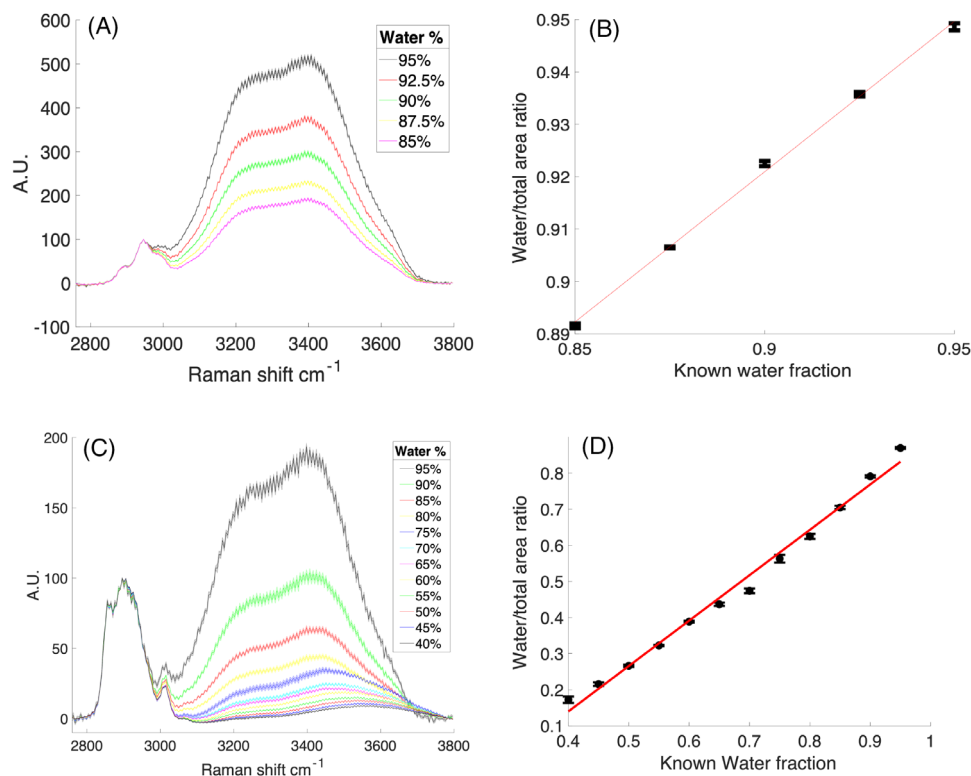 (A)
600
500
400
300
200
100
0
-100
A.U.
2800 3000 3200 3400 3600 3800
Raman shift cm-1
Water %
95%
92.5%
90%
87.5%
85%
(B)
0.95
0.94
0.93
0.92
0.91
0.9
0.89
Water/total area ratio
0.85 0.9 0.95
Known water fraction
(C)
200
150
100
50
0
A.U.
2800 3000 3200 3400 3600 3800
Raman shift cm-1
Water %
95%
90%
85%
80%
75%
70%
65%
60%
55%
50%
45%
40%
(D)
0.8
0.7
0.6
0.5
0.4
0.3
0.2
0.1
Water/total area ratio
0.4 0.5 0.6 0.7 0.8 0.9 1
Known Water fraction